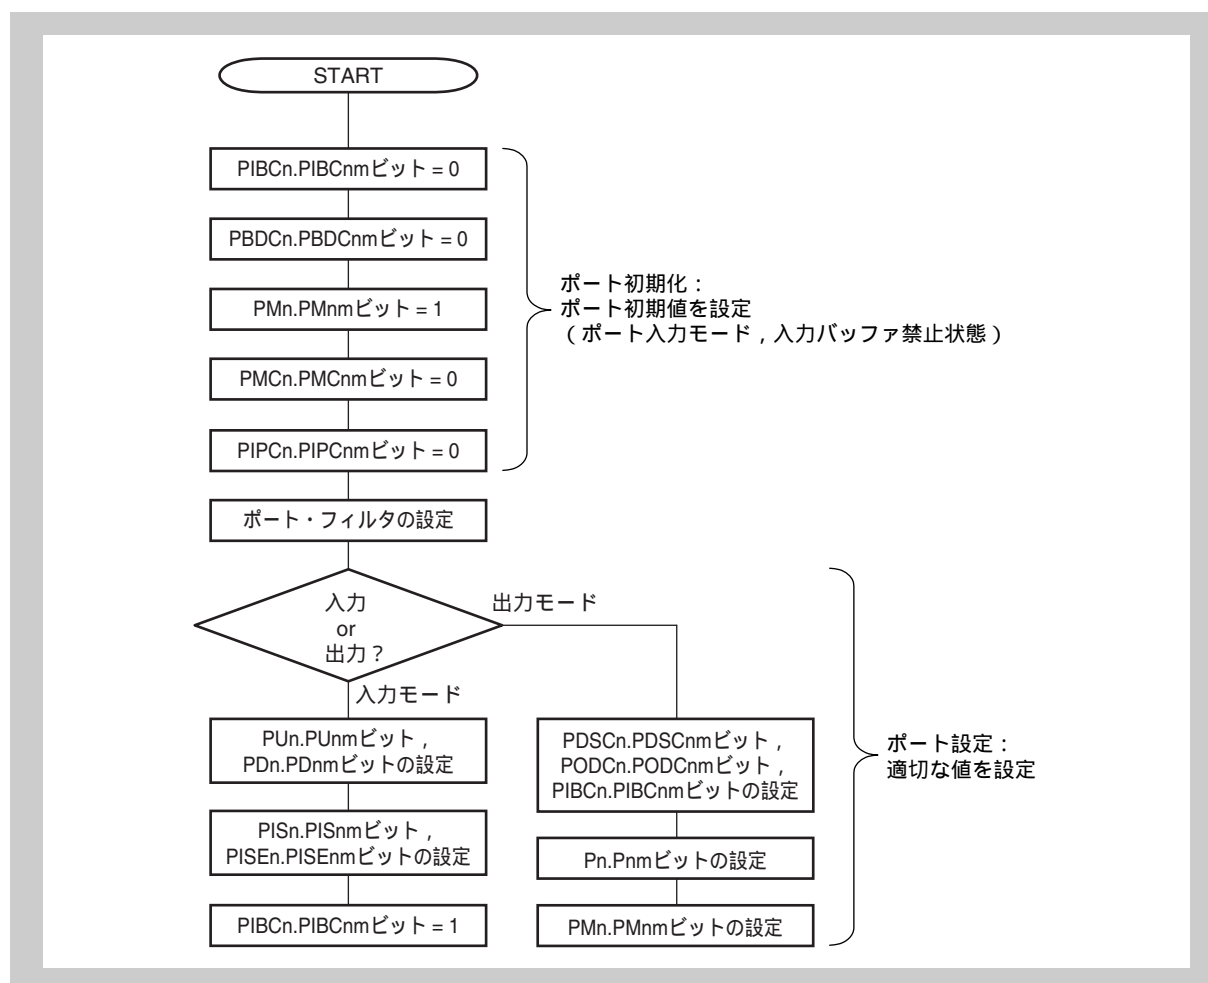 START
PIBCn.PIBCnmビット = 0
PBDCn.PBDCnmビット = 0
PMn.PMnmビット = 1
PMCn.PMCnmビット = 0
PIPCn.PIPCnmビット = 0
ポート初期化：
ポート初期値を設定
（ポート入力モード，入力バッファ禁止状態）
ポート・フィルタの設定
入力
or
出力？
出力モード
入力モード
PUn.PUnmビット，
PDn.PDnmビットの設定
PISn.PISnmビット，
PISEn.PISEnmビットの設定
PIBCn.PIBCnmビット = 1
PDSCn.PDSCnmビット，
PODCn.PODCnmビット，
PIBCn.PIBCnmビットの設定
Pn.Pnmビットの設定
PMn.PMnmビットの設定
ポート設定：
適切な値を設定